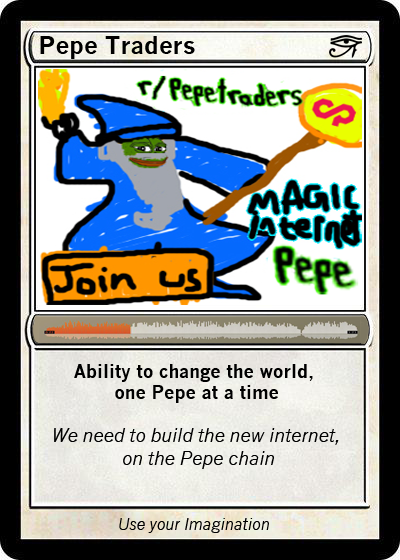 Pepe Traders
r/Pepetraders
$
MAGIC
Internet
Pepe
Join us
Ability to change the world,
one Pepe at a time
We need to build the new internet,
on the Pepe chain
Use your Imagination